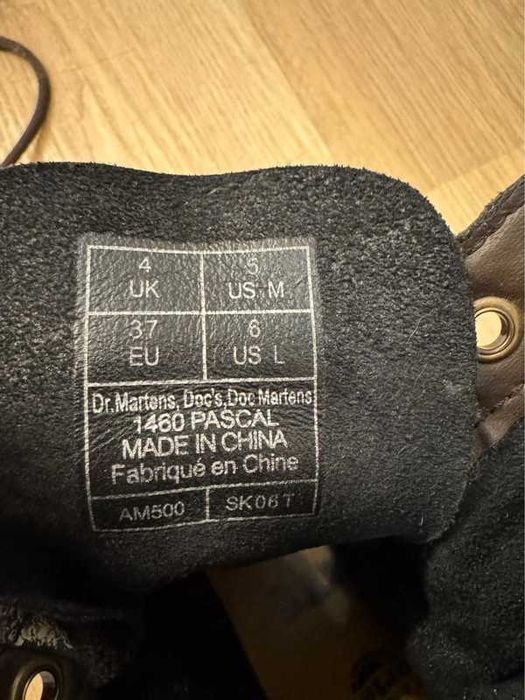 4 5
UK US M
37 6
EU US L
Dr.Martens, Doc's, Doc Martens
1460 PASCAL
MADE IN CHINA
Fabriqué en Chine
AM500 SK06T